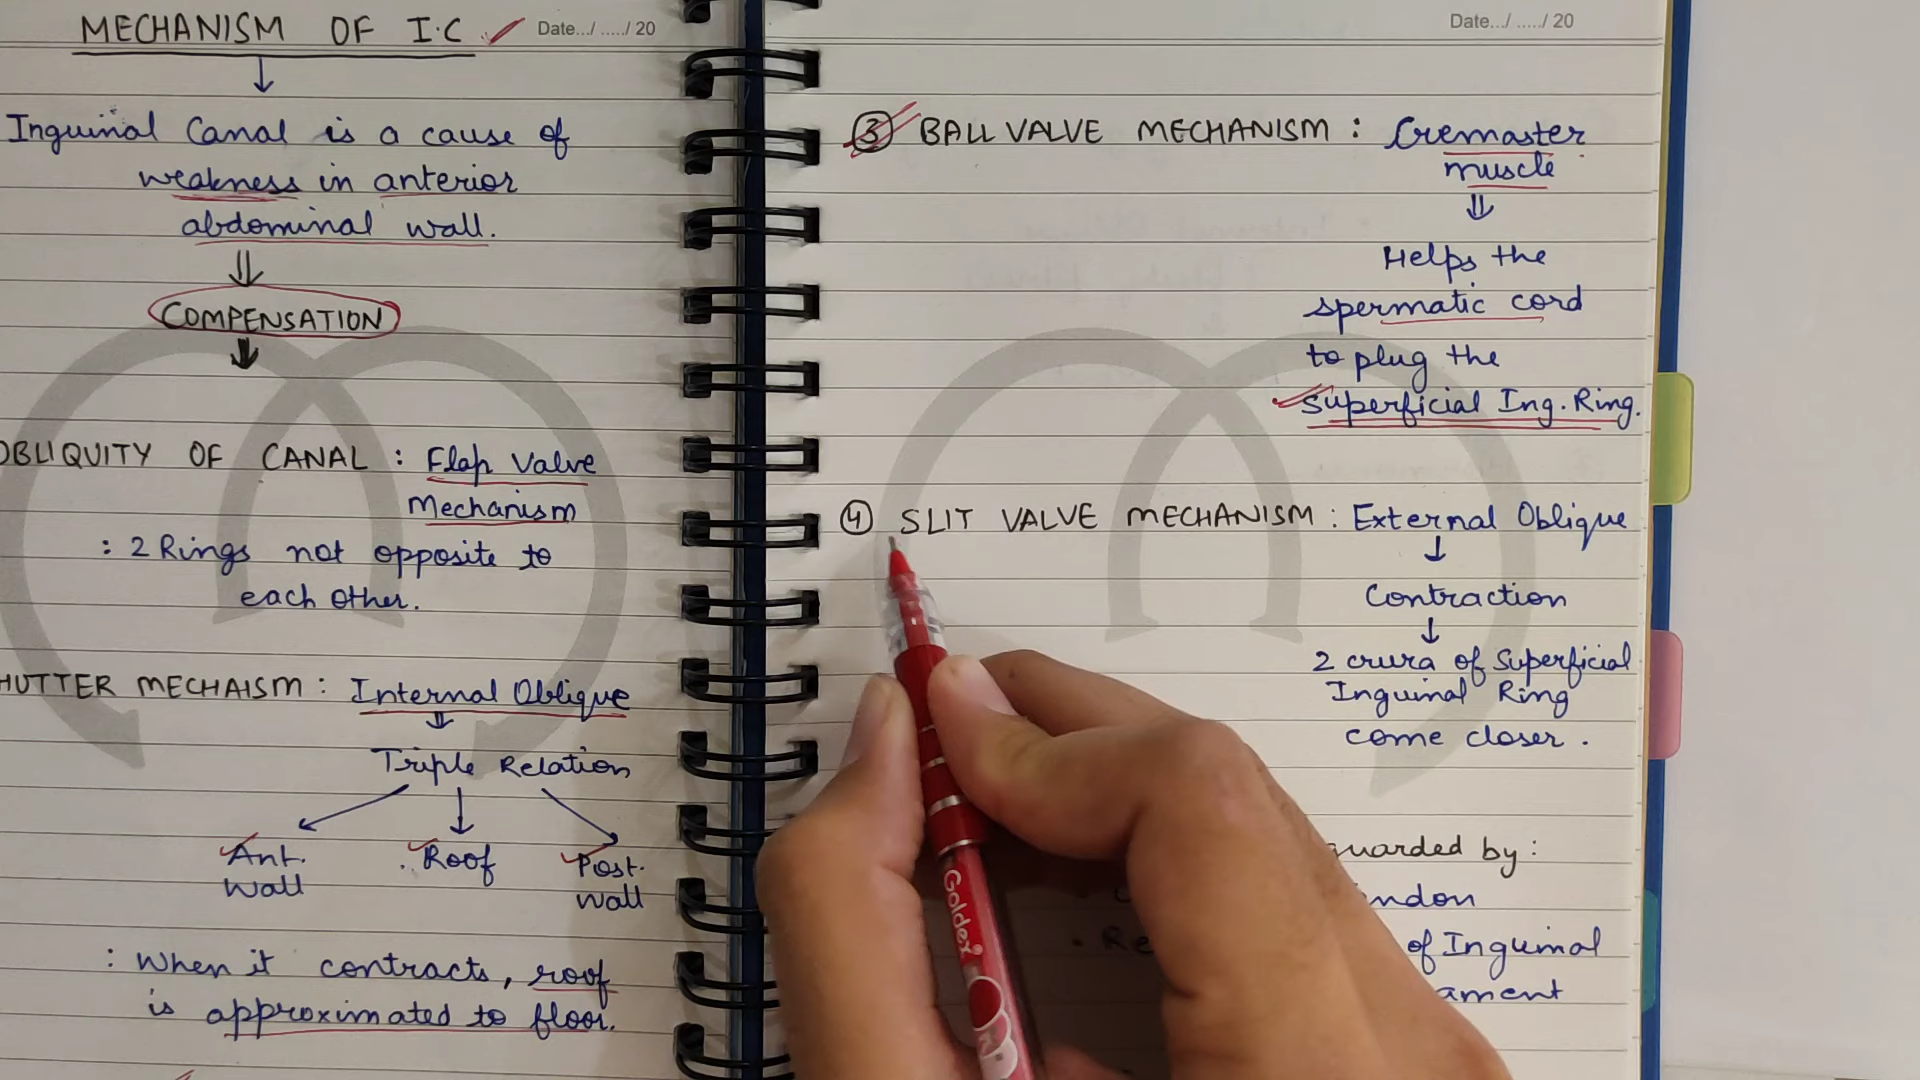 MECHANISM OF I.C
Date.../ ...../ 20
Inguinal Canal is a cause of
weakness in anterior
abdominal wall.
COMPENSATION
OBLIQUITY OF CANAL : Flap Valve
Mechanism
: 2 Rings not opposite to
each other.
HUTTER MECHAISM : Internal Oblique
Triple Relation
Ant. Roof Post.
wall wall
: When it contracts, roof
is approximated to floor.
Date.../ ...../ 20
③ BALL VALVE MECHANISM : Cremaster
muscle
Helps the
spermatic cord
to plug the
Superficial Ing. Ring.
④ SLIT VALVE MECHANISM : External Oblique
Contraction
2 crura of Superficial
Inguinal Ring
come closer.
guarded by :
ndon
of Inguinal
ament
Goldex